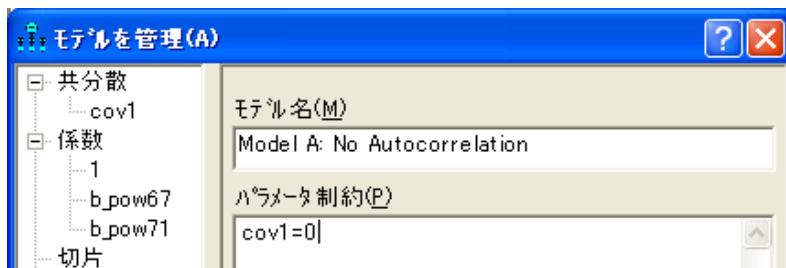 モデルを管理(A)
共分散
cov1
係数
1
b_pow67
b_pow71
切片
モデル名(M)
Model A: No Autocorrelation
パラメータ制約(P)
cov1=0